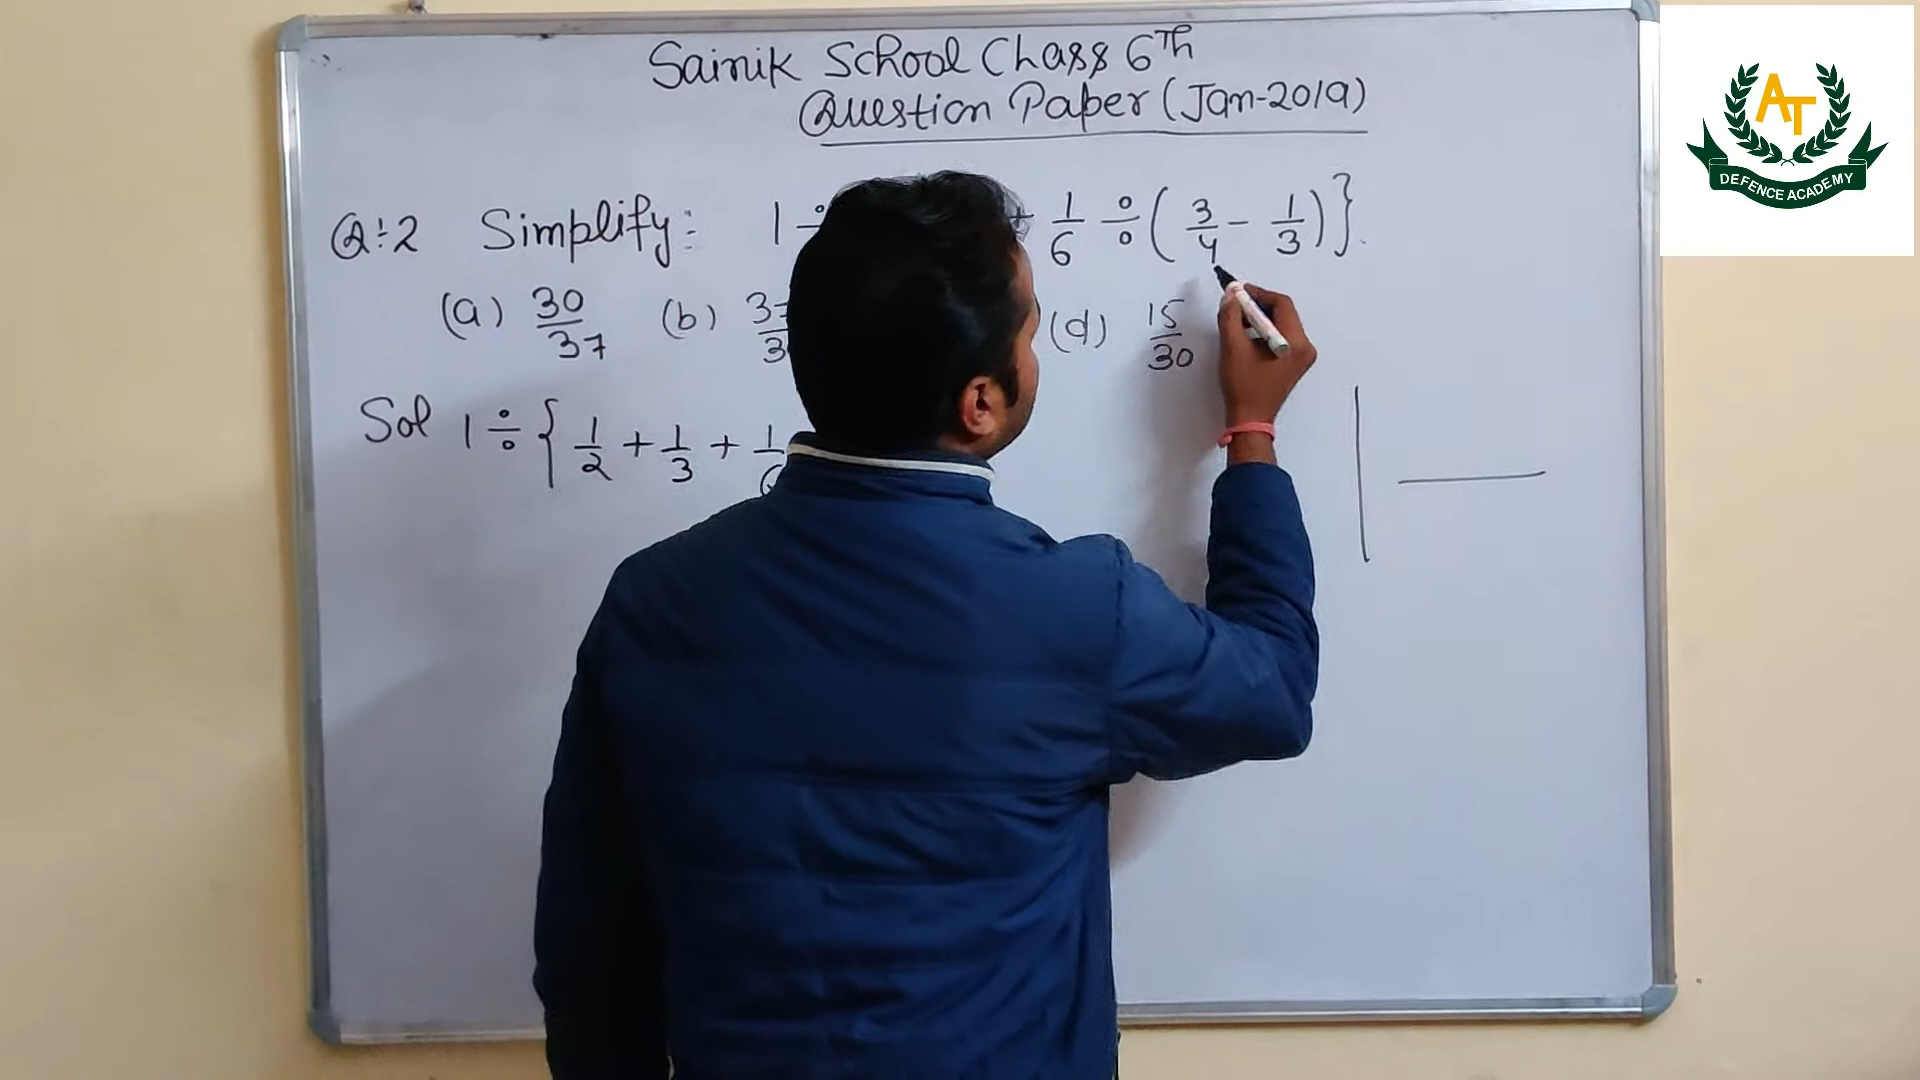 Sainik School Class 6Th
Question Paper (Jan-2019)
Q:2 Simplify: 1 ÷ + 1/6 ÷ ( 3/4 - 1/3 ) }
(a) 30/37 (b) (d) 15/30
Sol 1 ÷ { 1/2 + 1/3 + 1/6
AT
DEFENCE ACADEMY